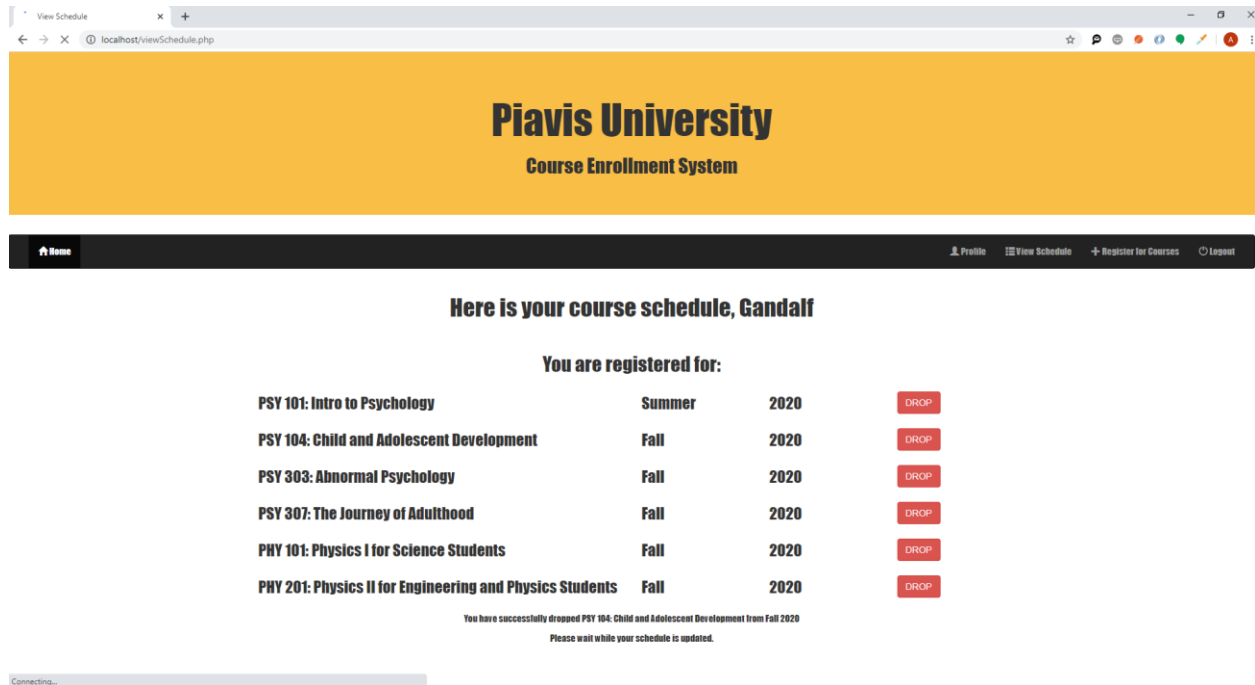 View Schedule
localhost/viewSchedule.php
A
Piavis University
Course Enrollment System
Home Profile View Schedule Register for Courses Logout
Here is your course schedule, Gandalf
You are registered for:
PSY 101: Intro to Psychology Summer 2020 DROP
PSY 104: Child and Adolescent Development Fall 2020 DROP
PSY 303: Abnormal Psychology Fall 2020 DROP
PSY 307: The Journey of Adulthood Fall 2020 DROP
PHY 101: Physics I for Science Students Fall 2020 DROP
PHY 201: Physics II for Engineering and Physics Students Fall 2020 DROP
You have successfully dropped PSY 104: Child and Adolescent Development from Fall 2020
Please wait while your schedule is updated.
Connecting...